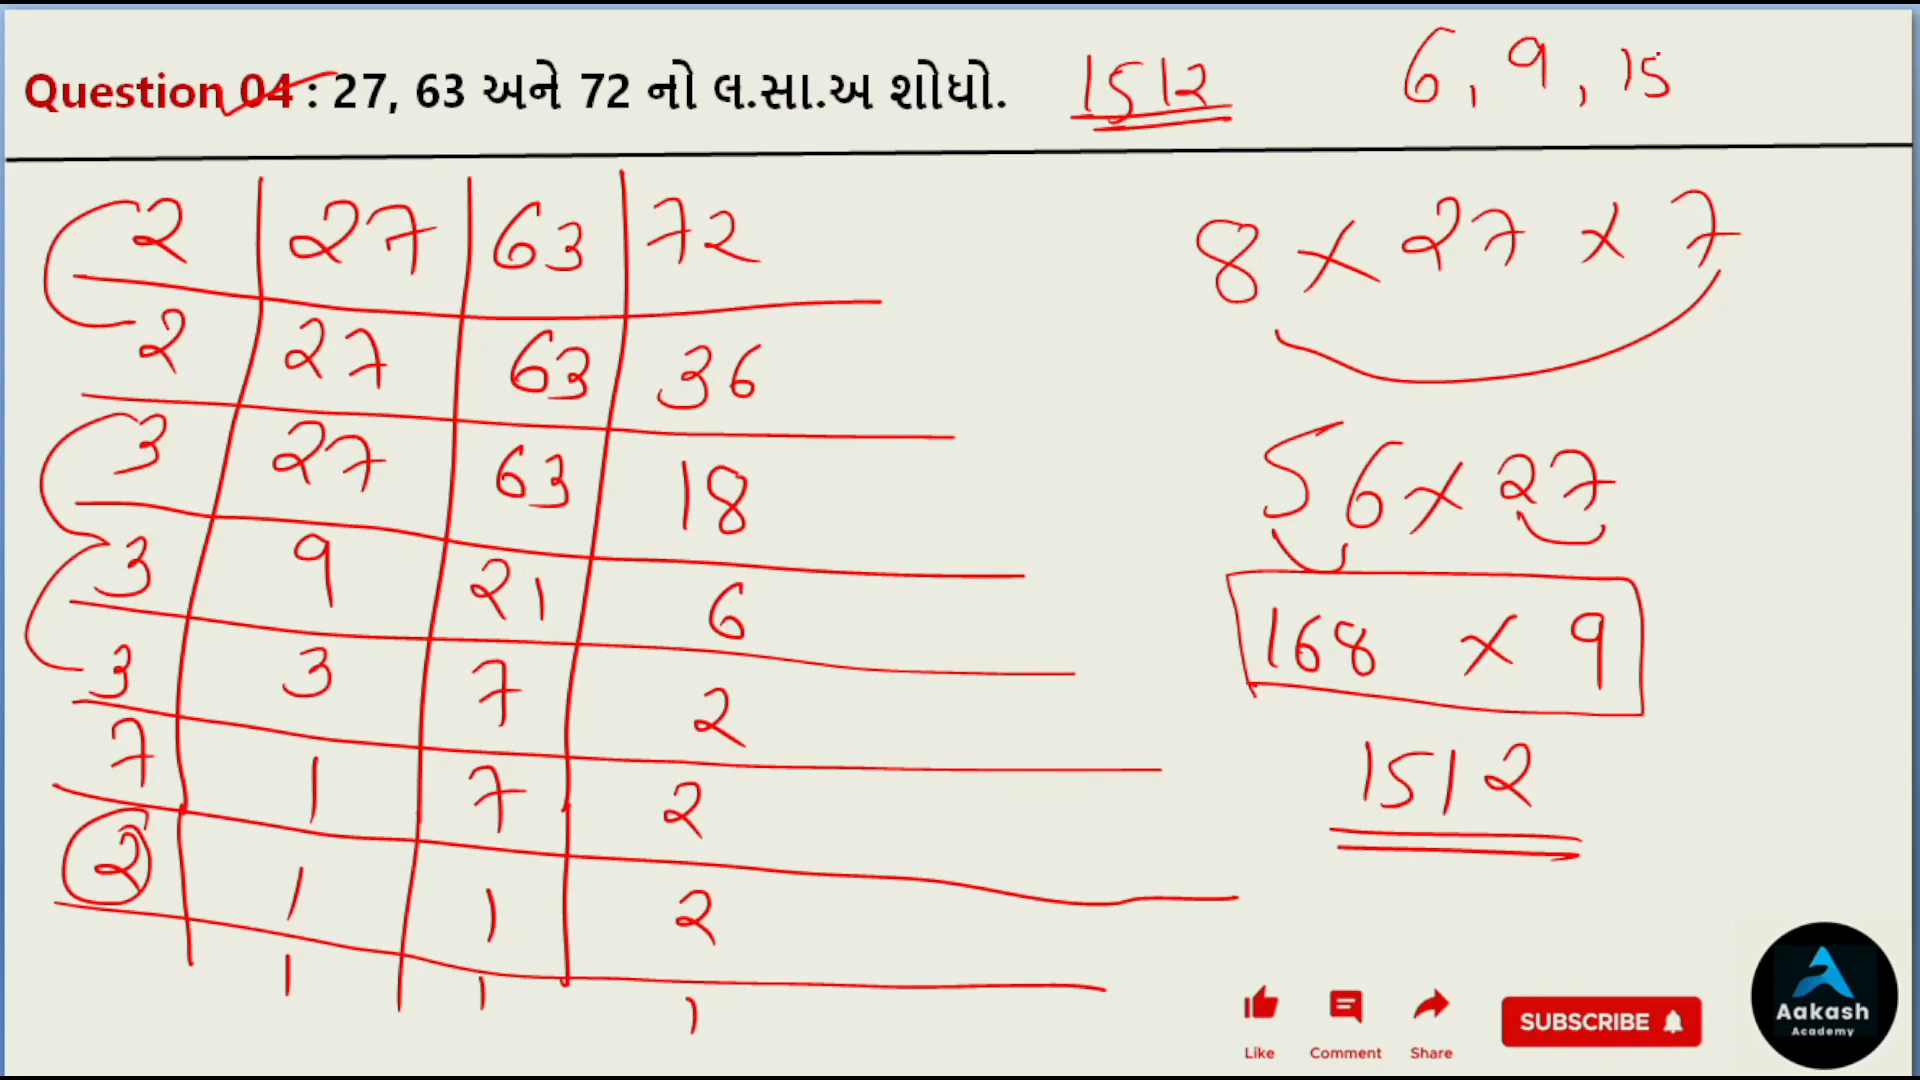 Question 04 : 27, 63 અને 72 નો લ.સા.અ શોધો. 1512 6, 9, 15
2 27 63 72
2 27 63 36
3 27 63 18
3 9 21 6
3 3 7 2
7 1 7 2
2 1 1 2
1 1 1
8 × 27 × 7
56 × 27
168 × 9
1512
Like Comment Share
SUBSCRIBE
Aakash
Academy